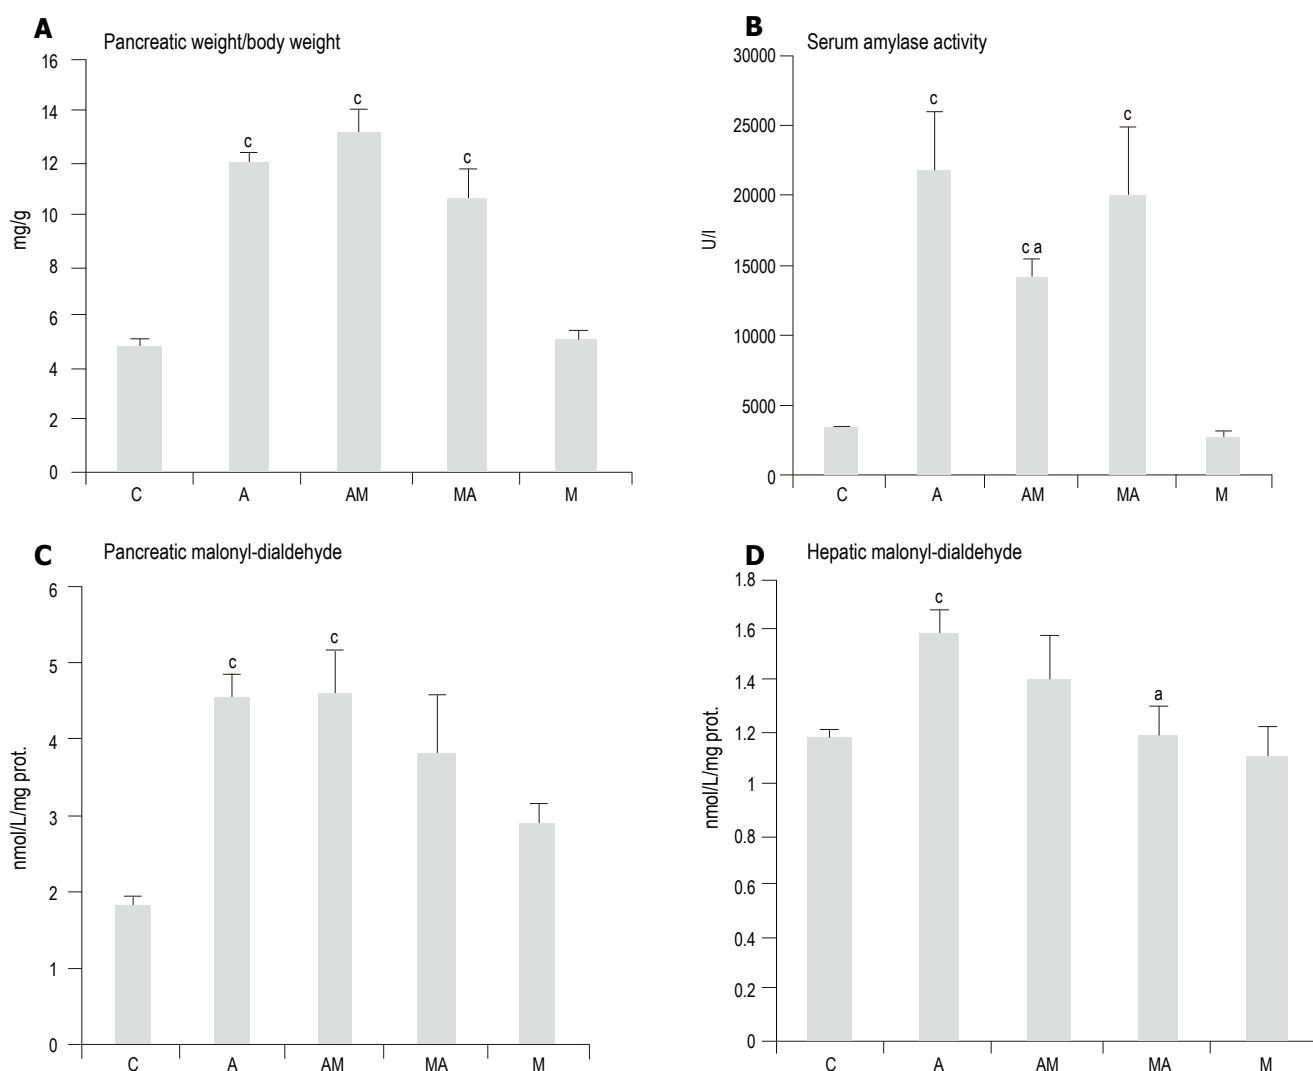 A
Pancreatic weight/body weight
16
14
12
10
8
6
4
2
0
mg/g
c
c
c
C A AM MA M
B
Serum amylase activity
30000
25000
20000
15000
10000
5000
0
U/l
c
c a
c
C A AM MA M
C
Pancreatic malonyl-dialdehyde
6
5
4
3
2
1
0
nmol/L/mg prot.
c
c
C A AM MA M
D
Hepatic malonyl-dialdehyde
1.8
1.6
1.4
1.2
1
0.8
0.6
0.4
0.2
0
nmol/L/mg prot.
c
a
C A AM MA M